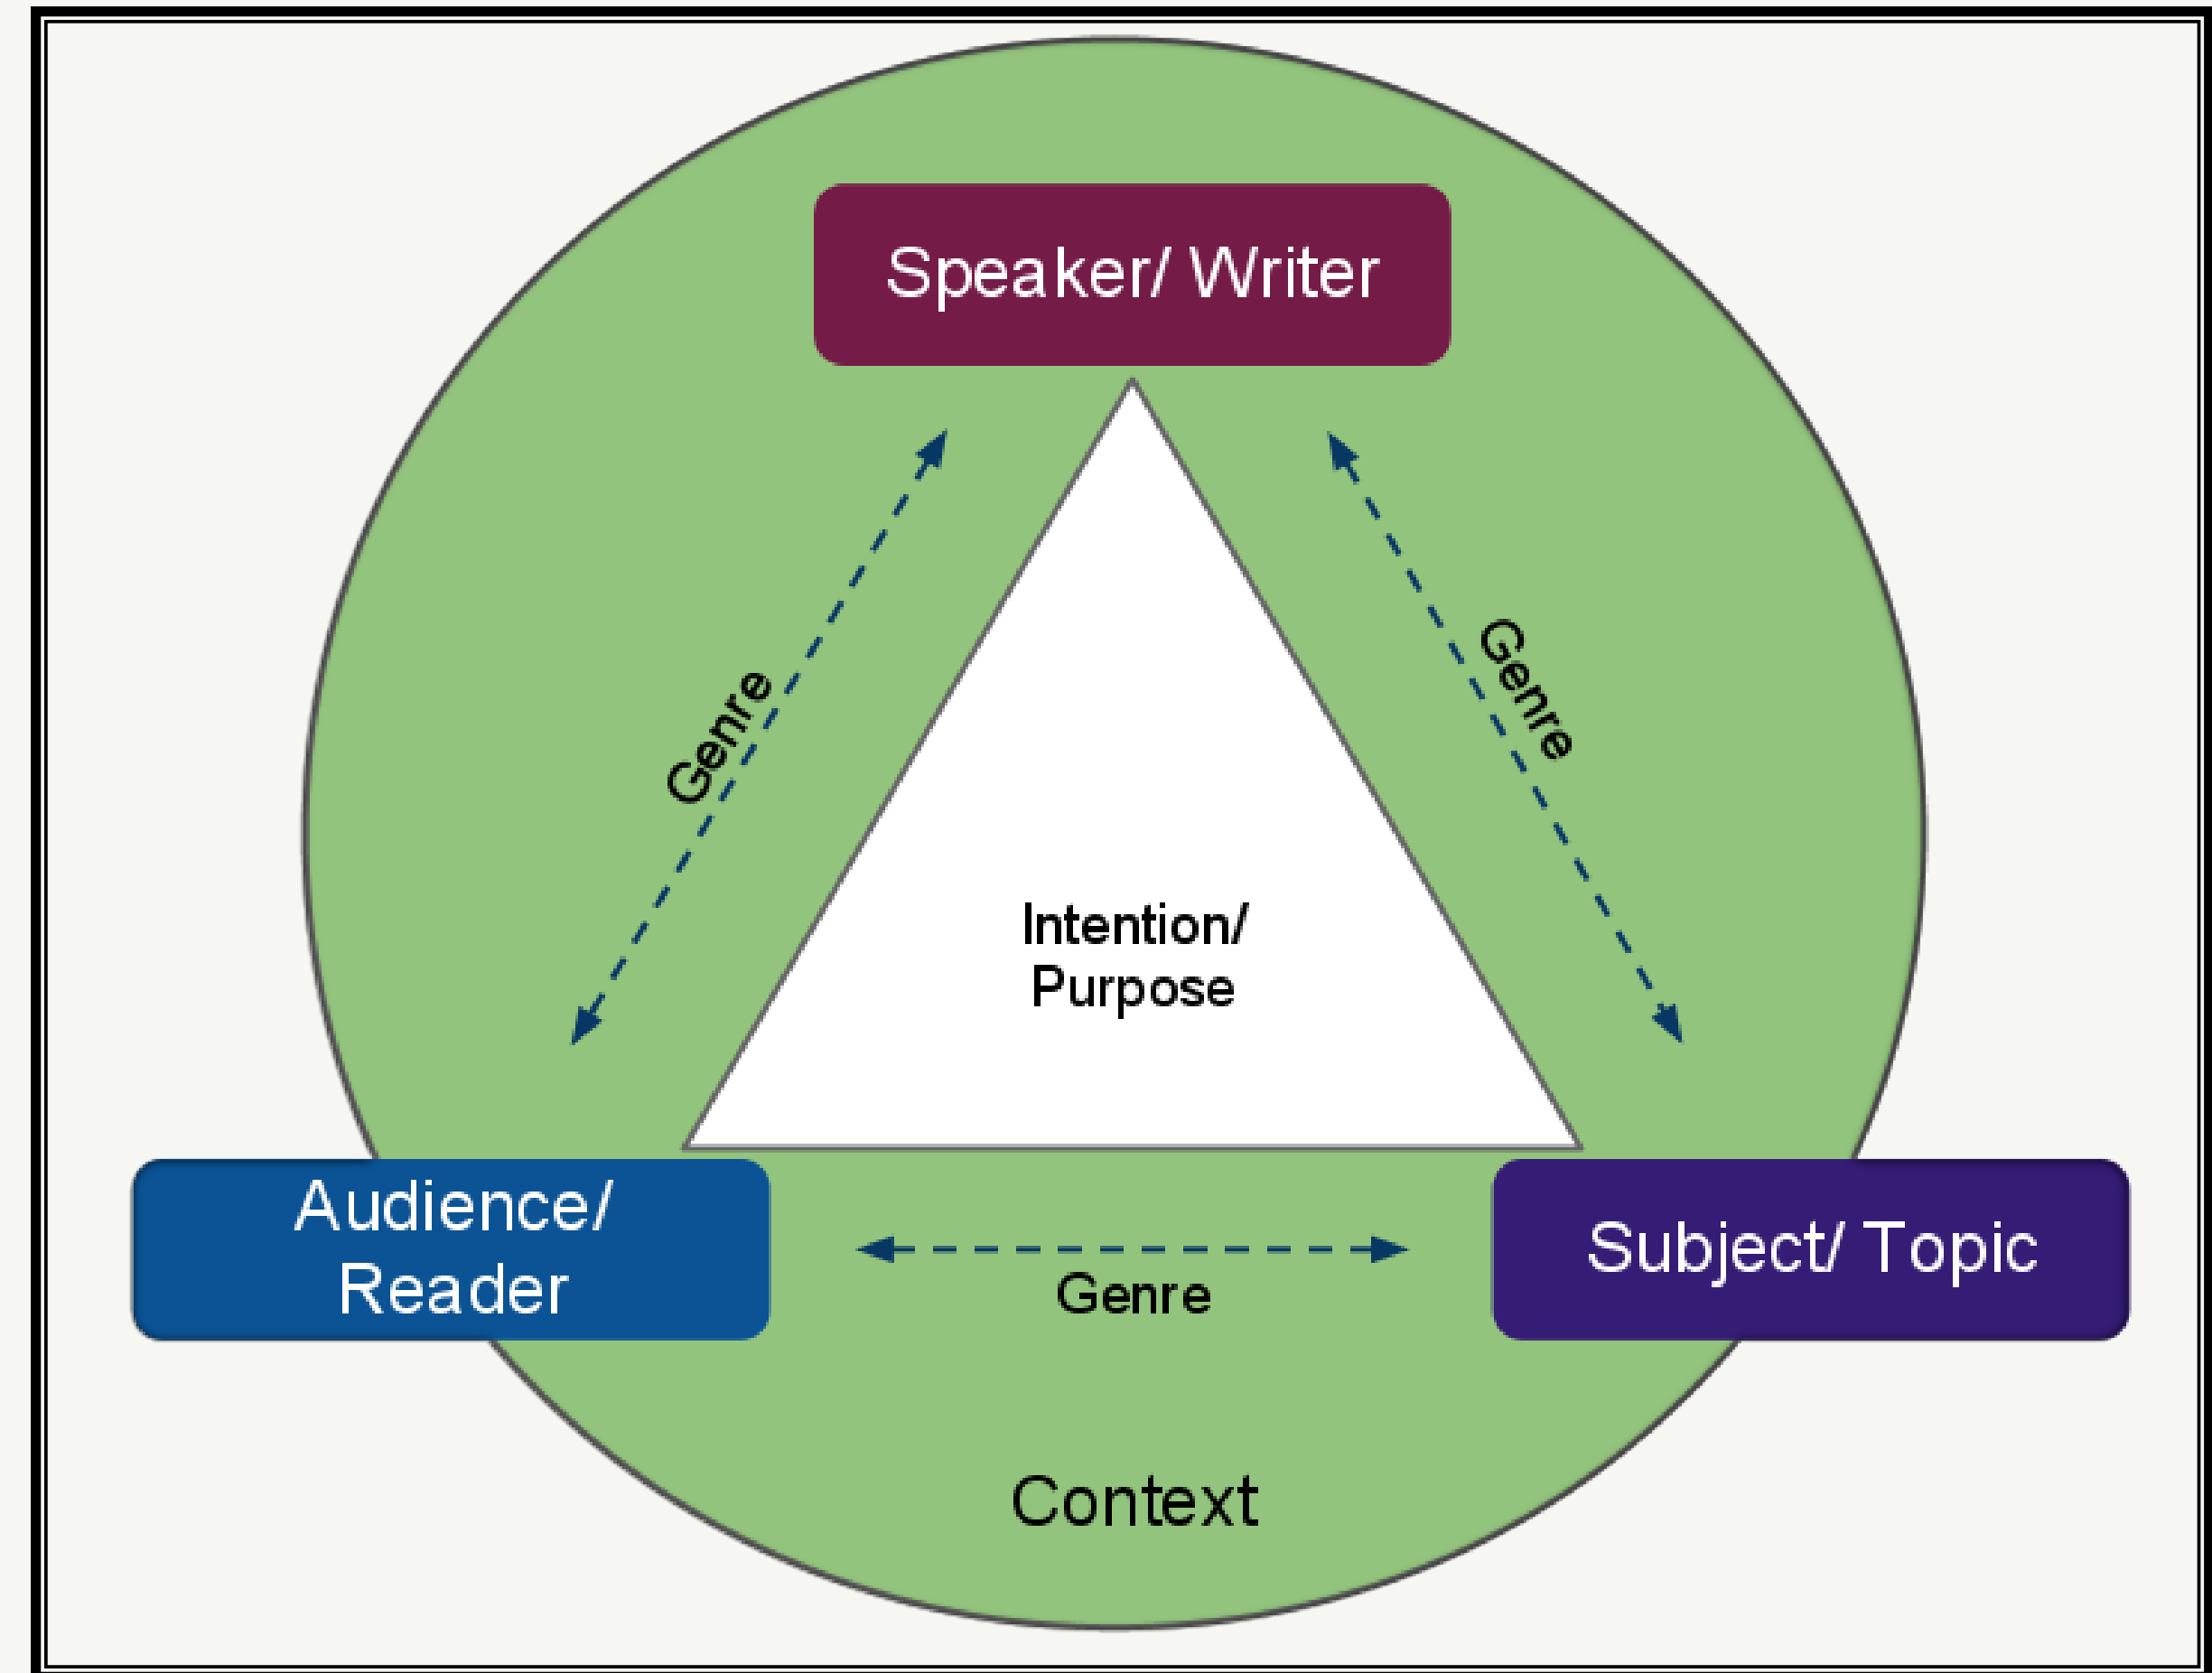 Speaker/ Writer
Genre
Genre
Intention/
Purpose
Audience/
Reader
Subject/ Topic
Genre
Context